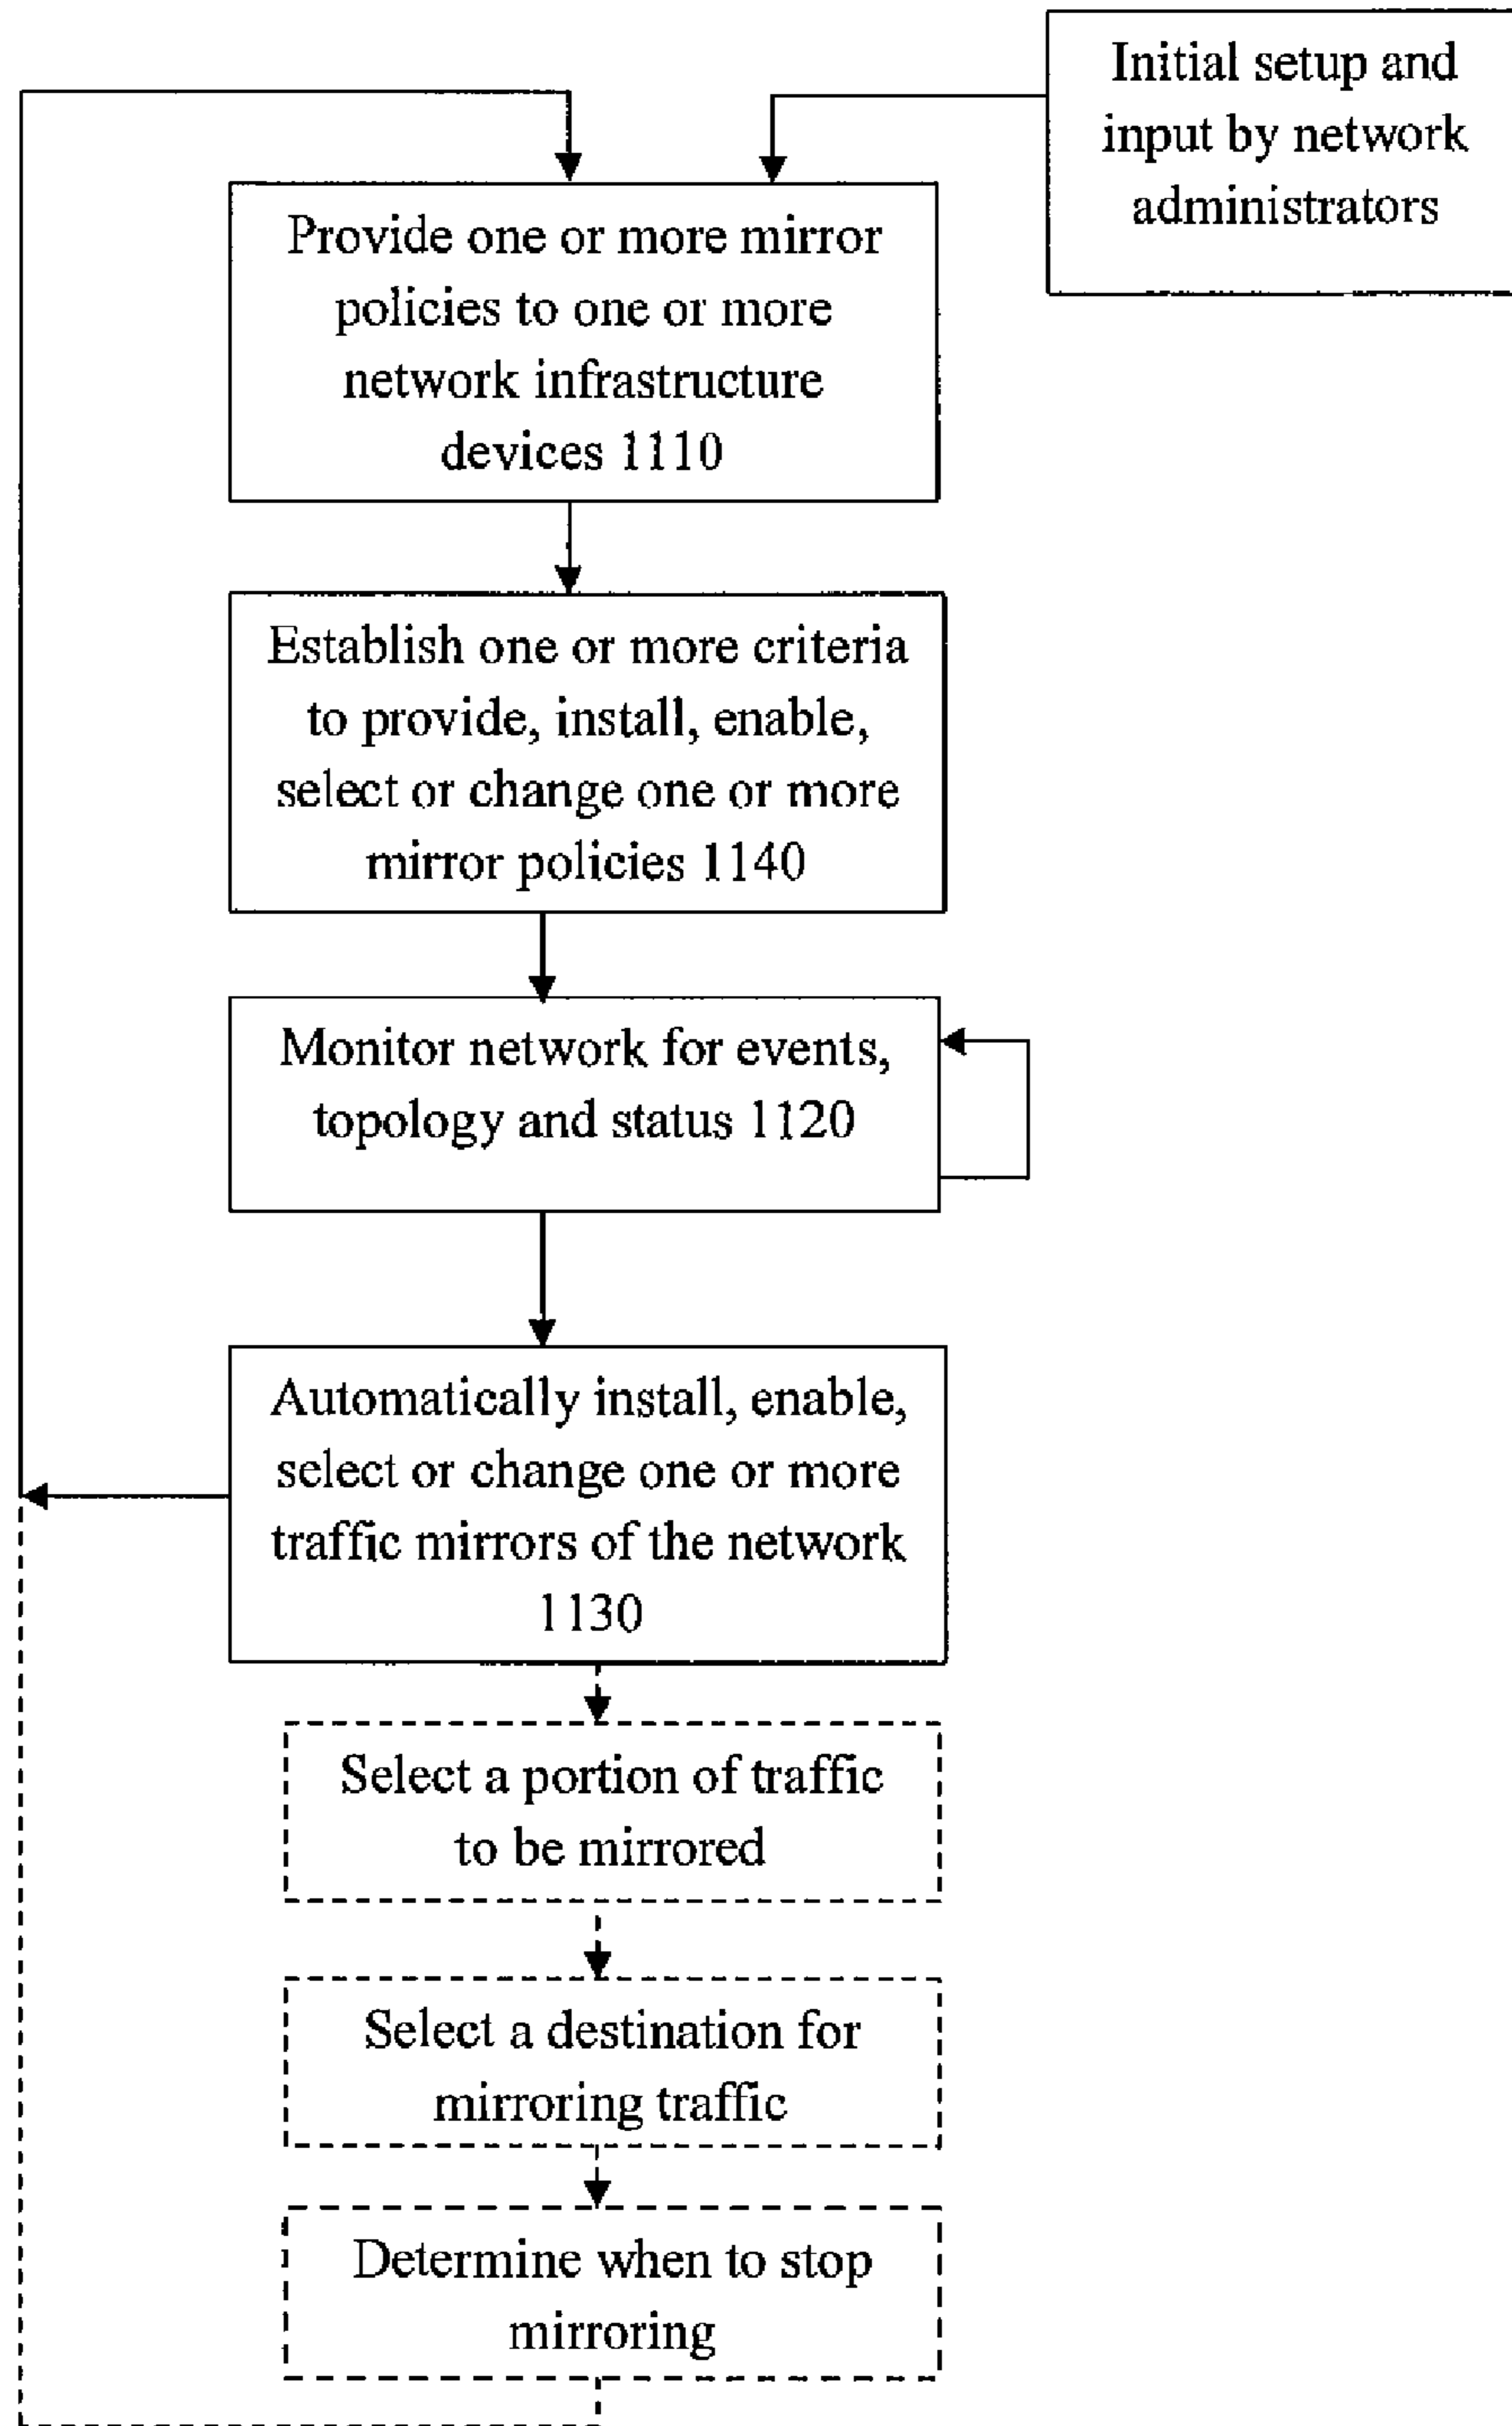 Initial setup and
input by network
administrators
Provide one or more mirror
policies to one or more
network infrastructure
devices 1110
Establish one or more criteria
to provide, install, enable,
select or change one or more
mirror policies 1140
Monitor network for events,
topology and status 1120
Automatically install, enable,
select or change one or more
traffic mirrors of the network
1130
Select a portion of traffic
to be mirrored
Select a destination for
mirroring traffic
Determine when to stop
mirroring